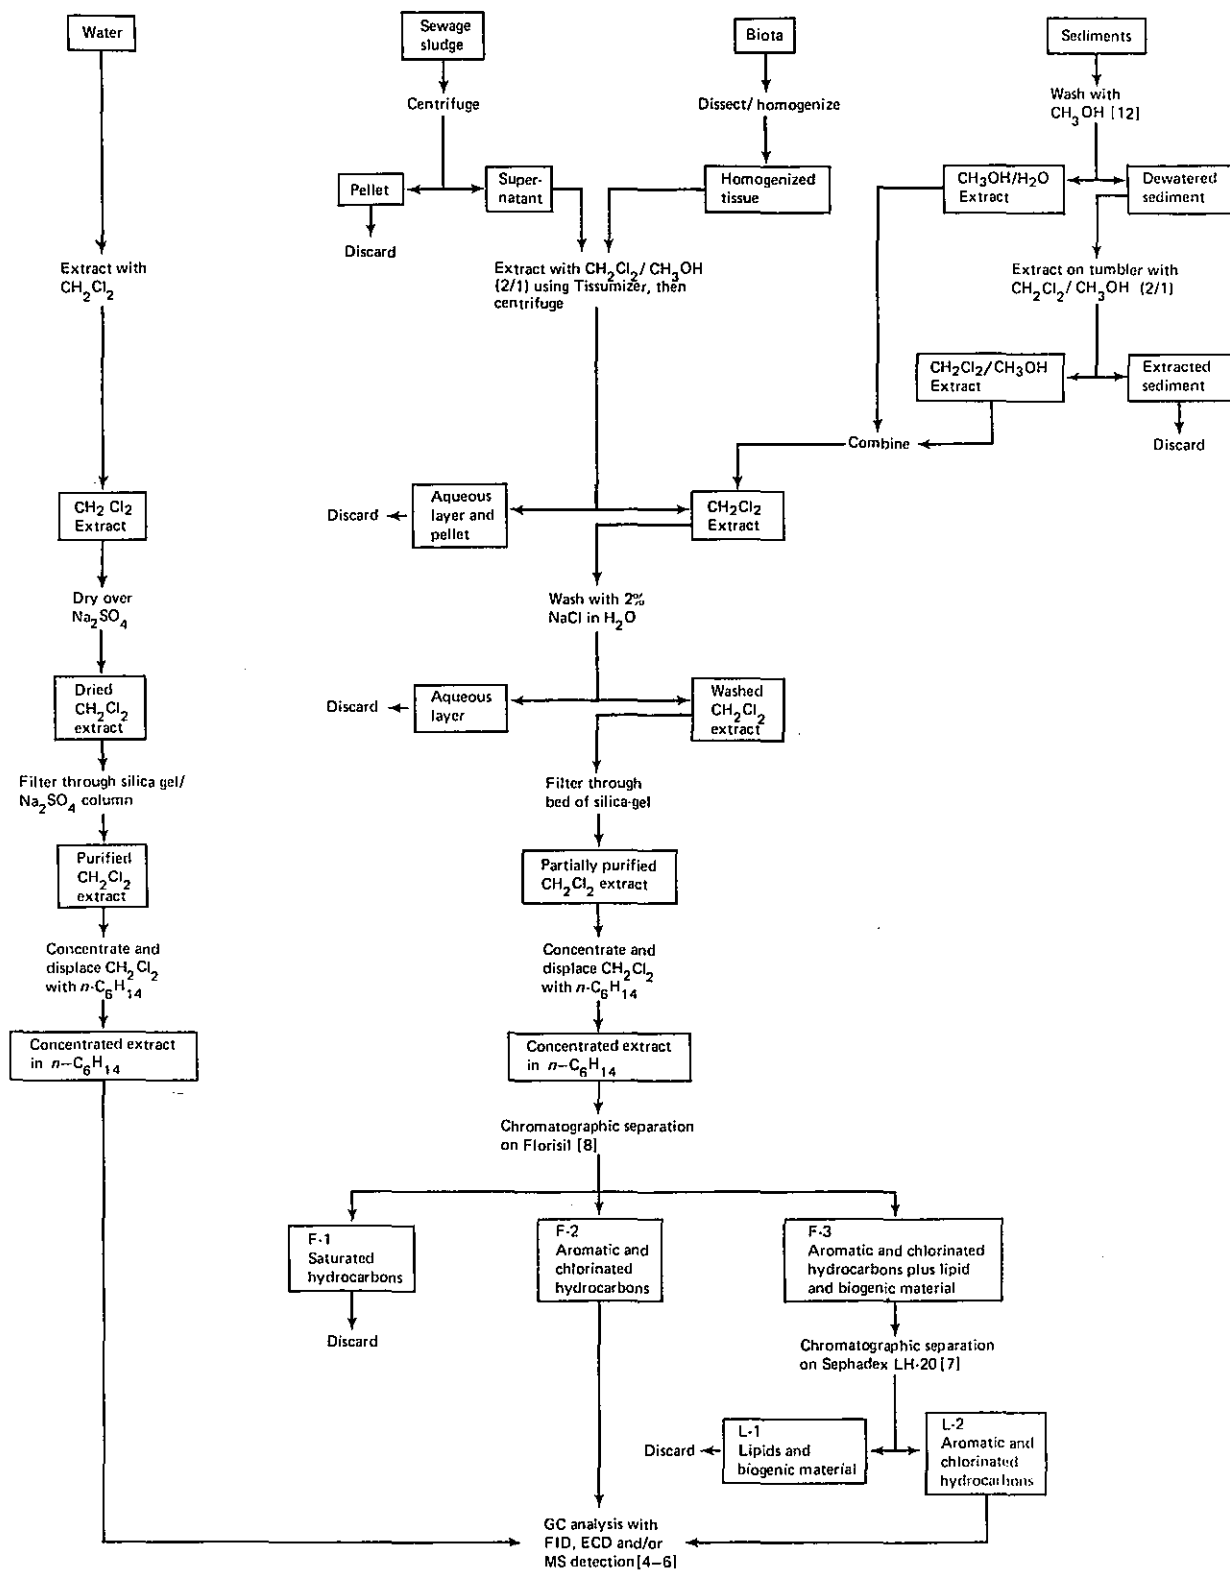 Water
Sewage
sludge
Biota
Sediments
Centrifuge
Dissect/ homogenize
Wash with
CH3OH [12]
Pellet
Super-
natant
Homogenized
tissue
CH3OH/H2O
Extract
Dewatered
sediment
Discard
Extract with
CH2Cl2
Extract with CH2Cl2/ CH3OH
(2/1) using Tissumizer, then
centrifuge
Extract on tumbler with
CH2Cl2/ CH3OH (2/1)
CH2Cl2/CH3OH
Extract
Extracted
sediment
Combine
Discard
CH2 Cl2
Extract
Discard
Aqueous
layer and
pellet
CH2Cl2
Extract
Dry over
Na2SO4
Wash with 2%
NaCl in H2O
Dried
CH2Cl2
extract
Discard
Aqueous
layer
Washed
CH2Cl2
extract
Filter through silica gel/
Na2SO4 column
Filter through
bed of silica-gel
Purified
CH2Cl2
extract
Partially purified
CH2Cl2 extract
Concentrate and
displace CH2Cl2
with n-C6H14
Concentrate and
displace CH2Cl2
with n-C6H14
Concentrated extract
in n–C6H14
Concentrated extract
in n–C6H14
Chromatographic separation
on Florisil [8]
F-1
Saturated
hydrocarbons
F-2
Aromatic and
chlorinated
hydrocarbons
F-3
Aromatic and chlorinated
hydrocarbons plus lipid
and biogenic material
Discard
Chromatographic separation
on Sephadex LH-20 [7]
Discard
L-1
Lipids and
biogenic material
L-2
Aromatic and
chlorinated
hydrocarbons
GC analysis with
FID, ECD and/or
MS detection [4–6]